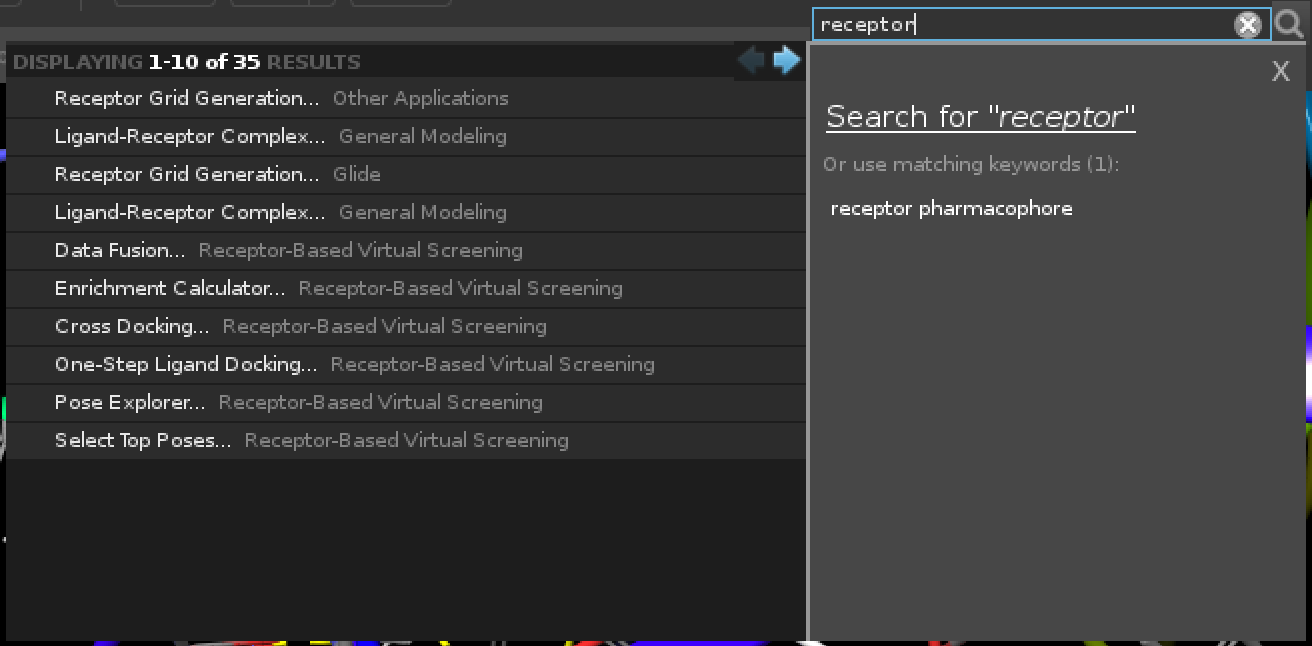 receptor
DISPLAYING 1-10 of 35 RESULTS
Receptor Grid Generation... Other Applications
Ligand-Receptor Complex... General Modeling
Receptor Grid Generation... Glide
Ligand-Receptor Complex... General Modeling
Data Fusion... Receptor-Based Virtual Screening
Enrichment Calculator... Receptor-Based Virtual Screening
Cross Docking... Receptor-Based Virtual Screening
One-Step Ligand Docking... Receptor-Based Virtual Screening
Pose Explorer... Receptor-Based Virtual Screening
Select Top Poses... Receptor-Based Virtual Screening
X
Search for "receptor"
Or use matching keywords (1):
receptor pharmacophore